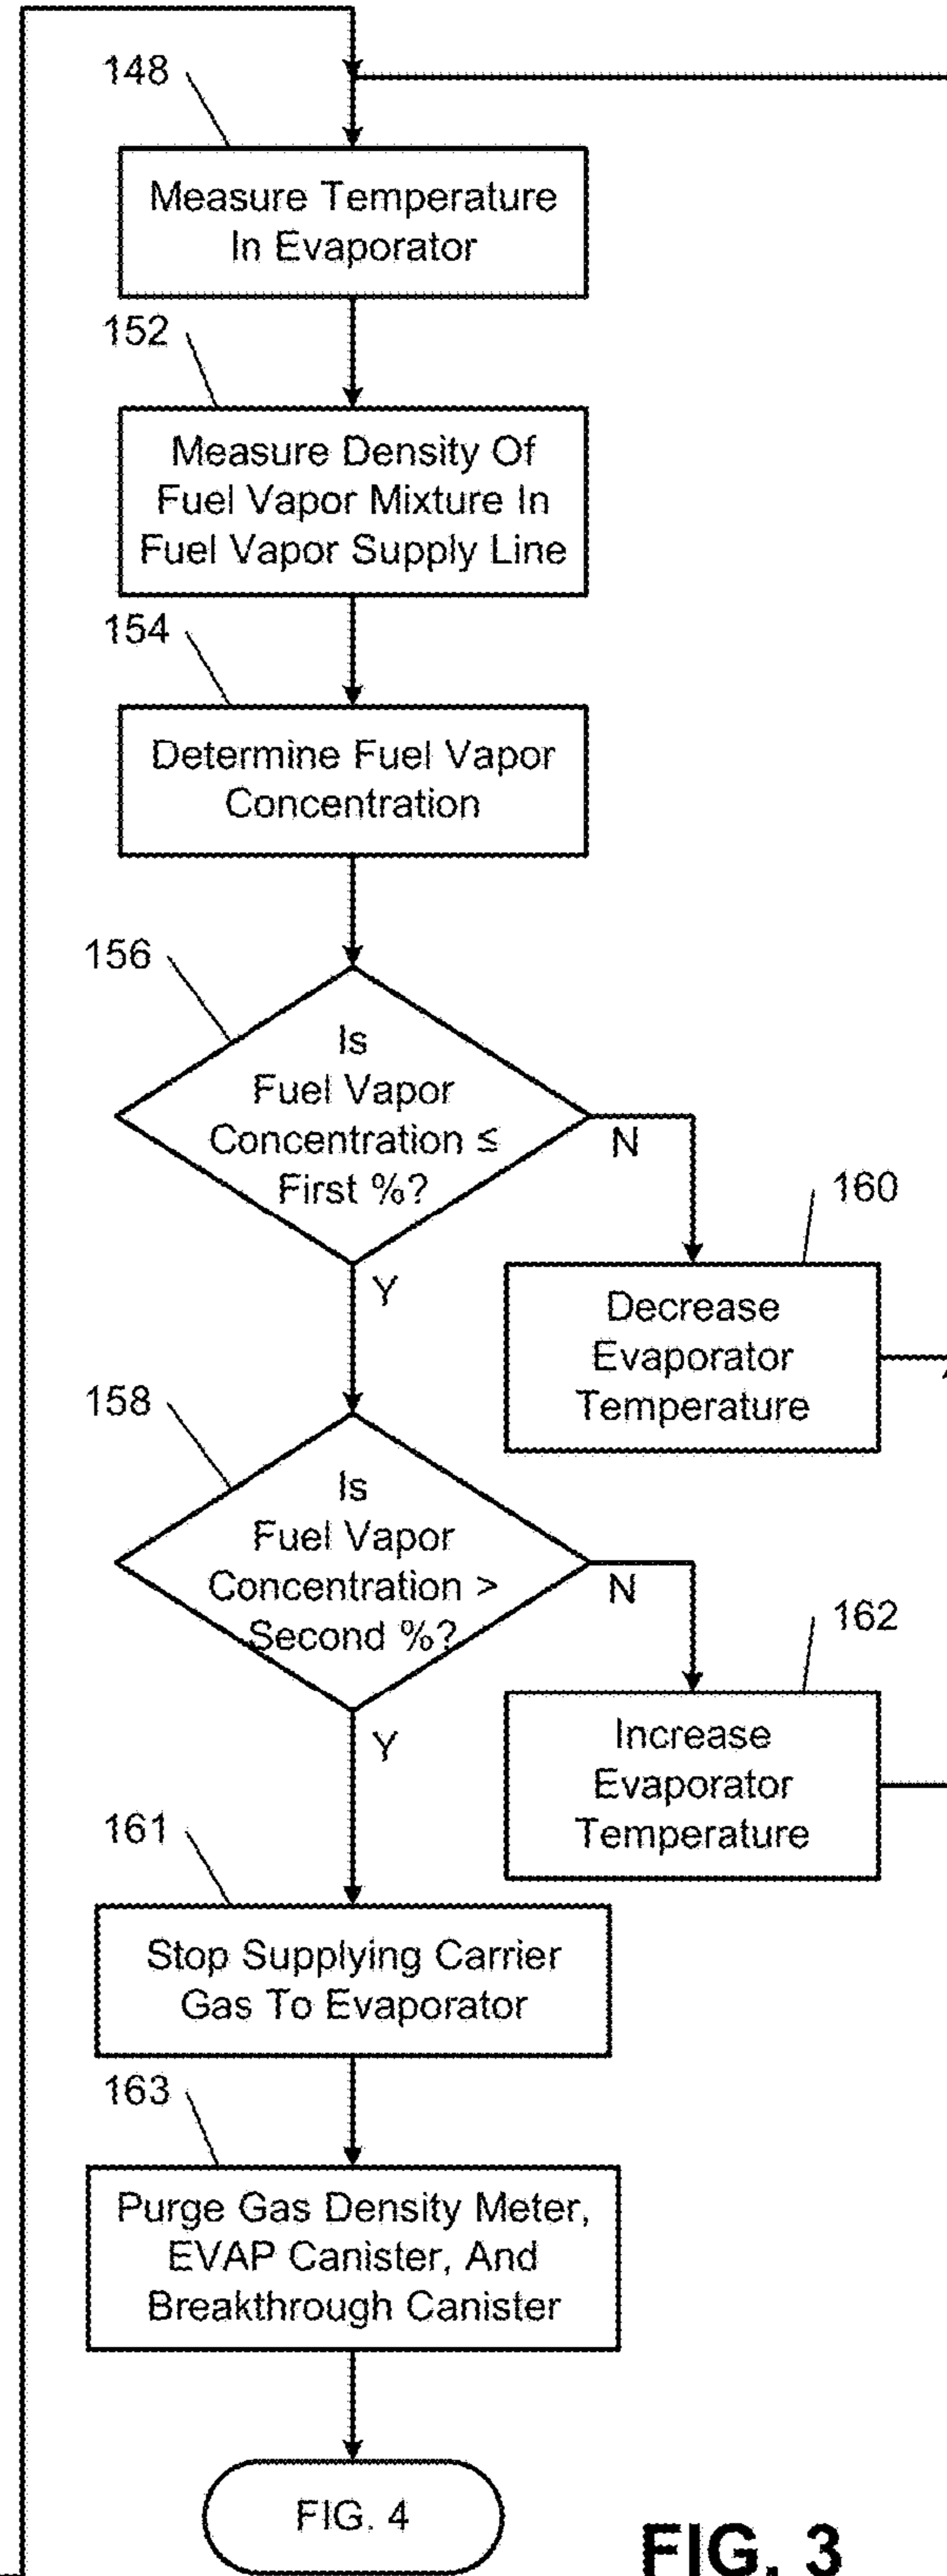 148
Measure Temperature
In Evaporator
152
Measure Density Of
Fuel Vapor Mixture In
Fuel Vapor Supply Line
154
Determine Fuel Vapor
Concentration
156
Is
Fuel Vapor
Concentration ≤
First %?
N
Y
160
Decrease
Evaporator
Temperature
158
Is
Fuel Vapor
Concentration >
Second %?
N
Y
162
Increase
Evaporator
Temperature
161
Stop Supplying Carrier
Gas To Evaporator
163
Purge Gas Density Meter,
EVAP Canister, And
Breakthrough Canister
FIG. 4
FIG. 3